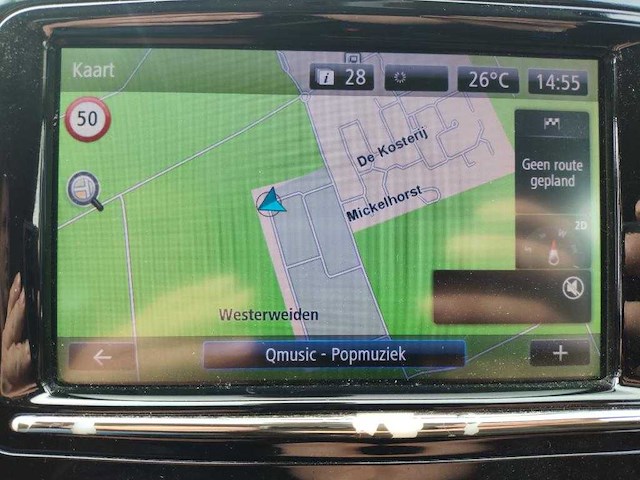 Kaart
i 28
26°C
14:55
50
De Kosterij
Geen route
gepland
Mickelhorst
2D
Westerweiden
Qmusic - Popmuziek